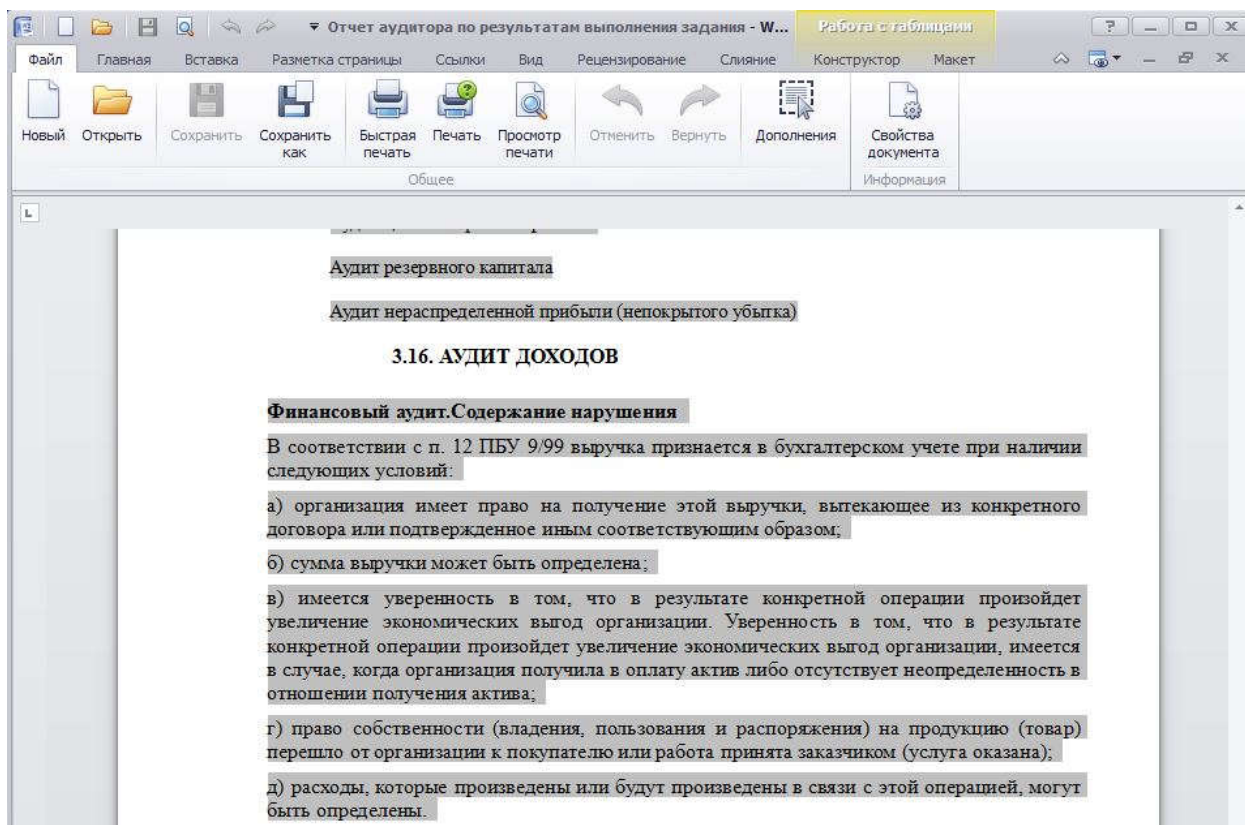 Отчет аудитора по результатам выполнения задания - W...
Работа с таблицами
Файл Главная Вставка Разметка страницы Ссылки Вид Рецензирование Слияние Конструктор Макет
Новый Открыть Сохранить Сохранить как Быстрая печать Печать Просмотр печати Отменить Вернуть Дополнения Свойства документа
Общее Информация
Аудит резервного капитала
Аудит нераспределенной прибыли (непокрытого убытка)
3.16. АУДИТ ДОХОДОВ
Финансовый аудит.Содержание нарушения
В соответствии с п. 12 ПБУ 9/99 выручка признается в бухгалтерском учете при наличии
следующих условий:
а) организация имеет право на получение этой выручки, вытекающее из конкретного
договора или подтвержденное иным соответствующим образом;
б) сумма выручки может быть определена;
в) имеется уверенность в том, что в результате конкретной операции произойдет
увеличение экономических выгод организации. Уверенность в том, что в результате
конкретной операции произойдет увеличение экономических выгод организации, имеется
в случае, когда организация получила в оплату актив либо отсутствует неопределенность в
отношении получения актива;
г) право собственности (владения, пользования и распоряжения) на продукцию (товар)
перешло от организации к покупателю или работа принята заказчиком (услуга оказана);
д) расходы, которые произведены или будут произведены в связи с этой операцией, могут
быть определены.